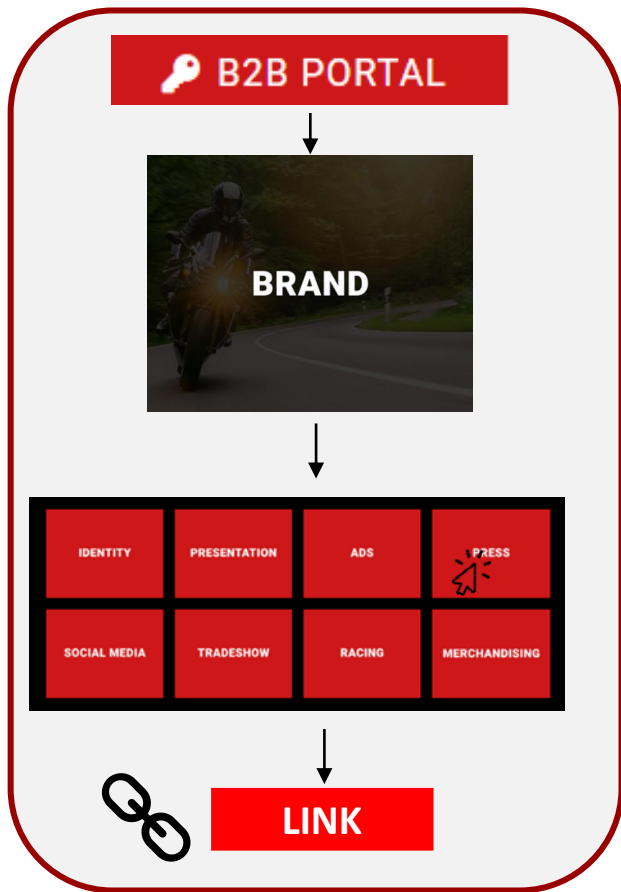 B2B PORTAL
BRAND
IDENTITY
PRESENTATION
ADS
PRESS
SOCIAL MEDIA
TRADESHOW
RACING
MERCHANDISING
LINK